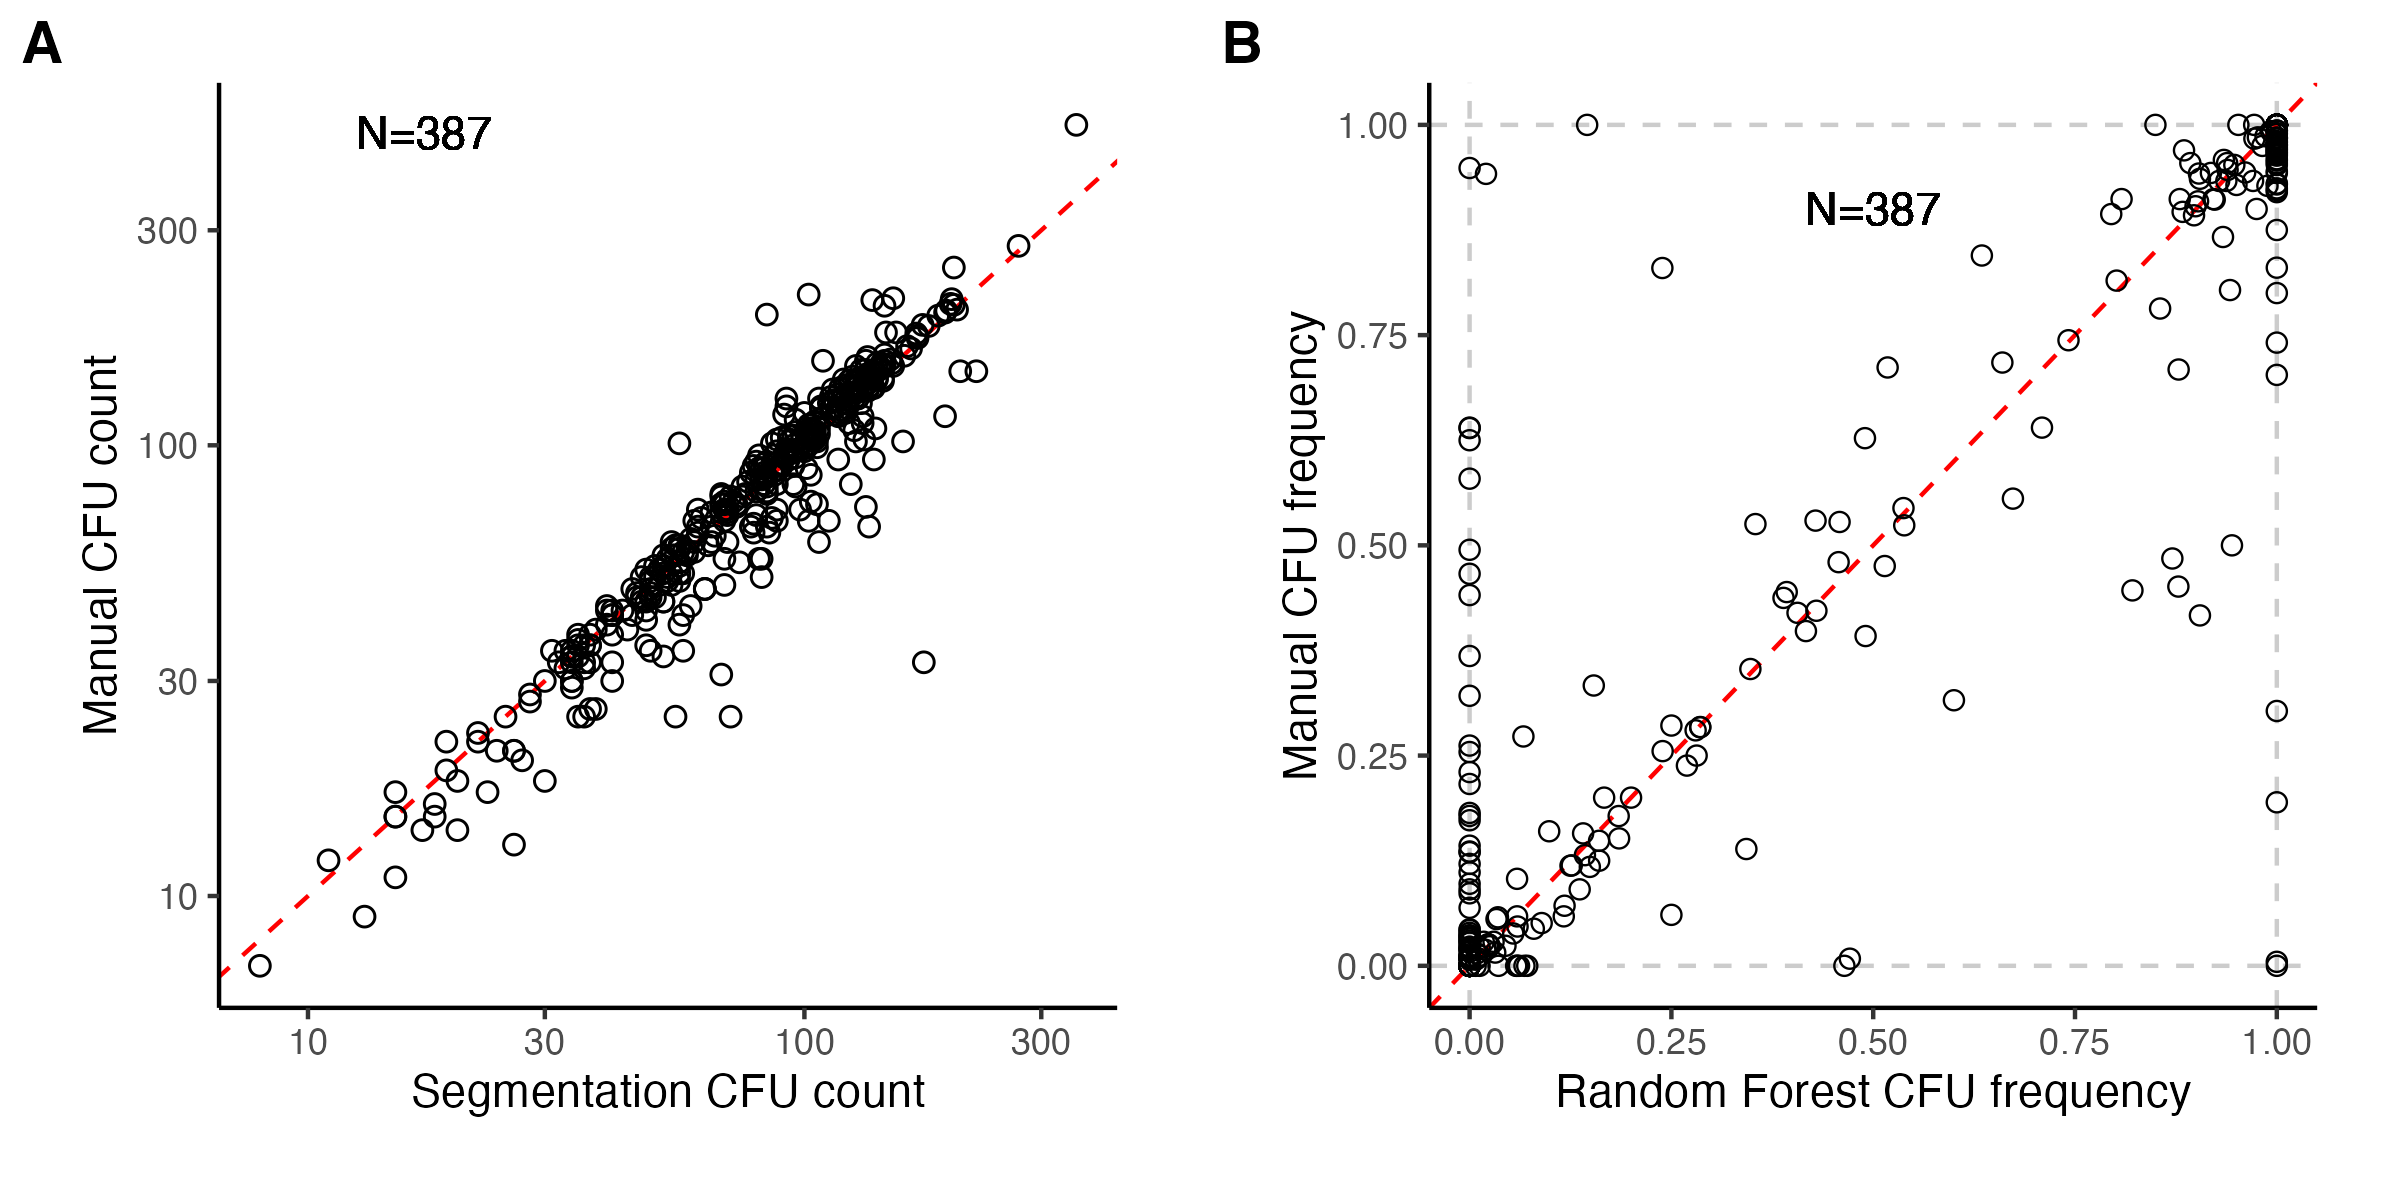 A
N=387
300
100
30
10
10 30 100 300
Manual CFU count
Segmentation CFU count
B
N=387
1.00
0.75
0.50
0.25
0.00
0.00 0.25 0.50 0.75 1.00
Manual CFU frequency
Random Forest CFU frequency